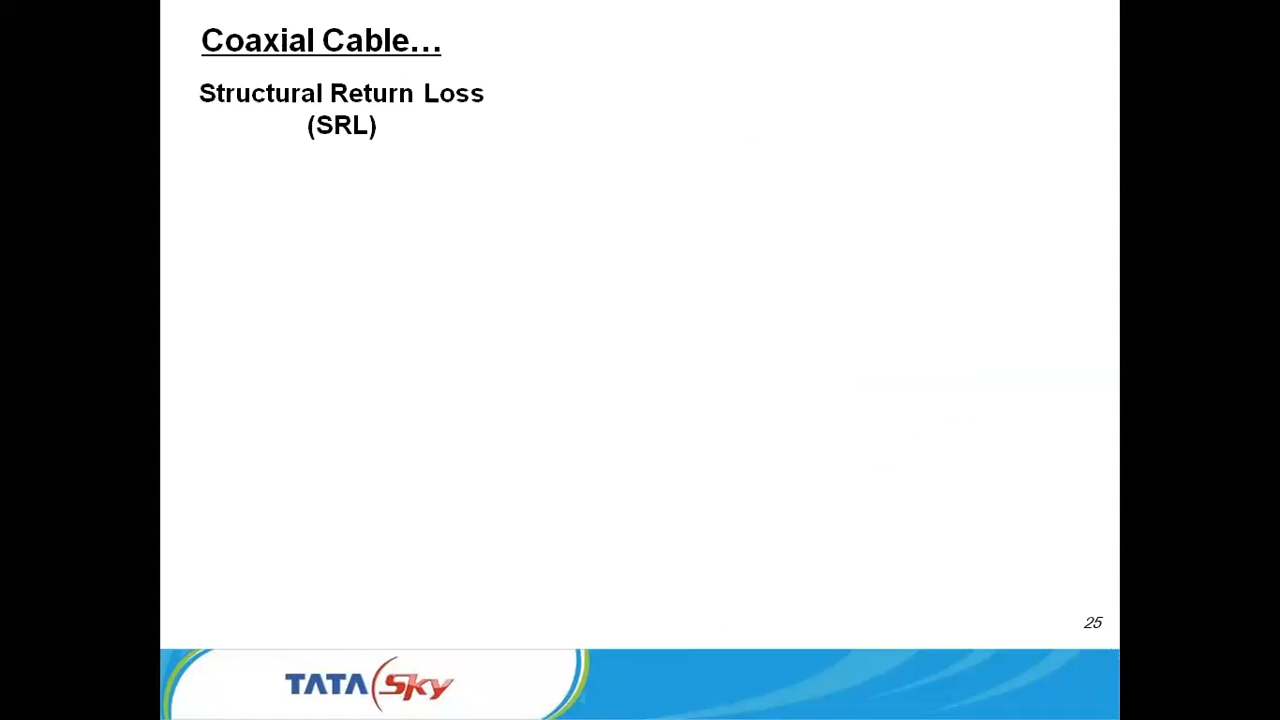 Coaxial Cable…
Structural Return Loss
(SRL)
25
TATA Sky